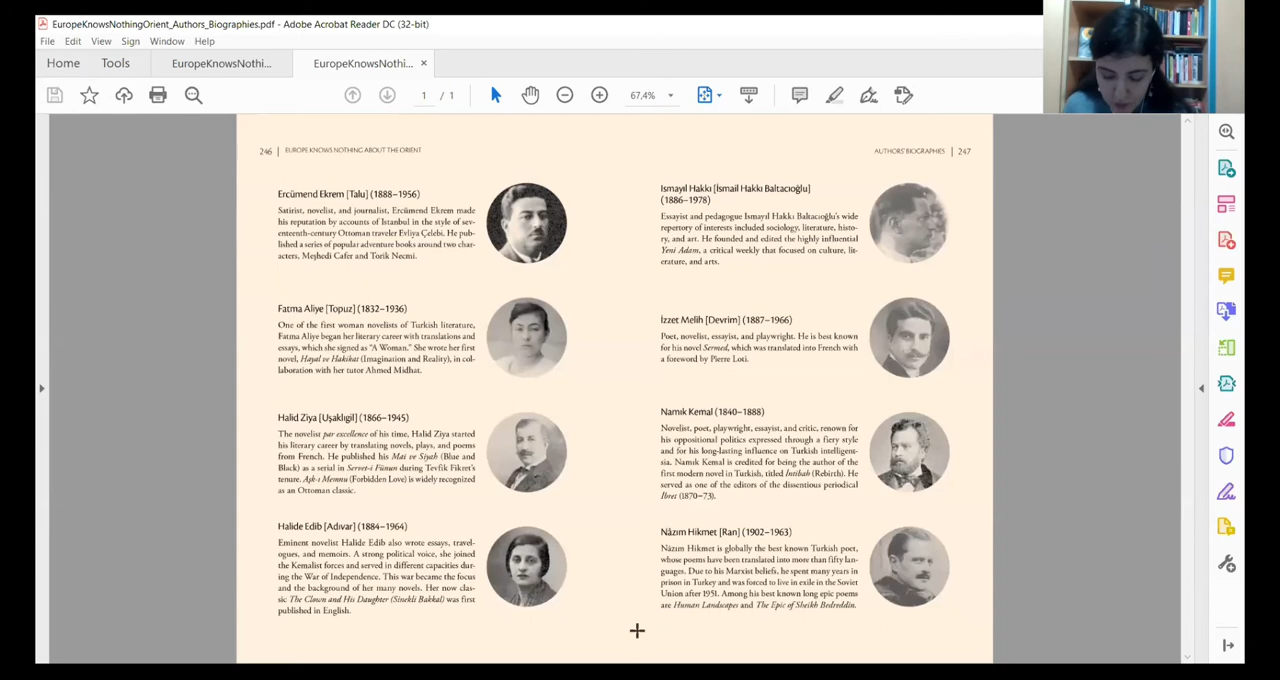 EuropeKnowsNothingOrient_Authors_Biographies.pdf - Adobe Acrobat Reader DC (32-bit)
File Edit View Sign Window Help
Home Tools EuropeKnowsNothi... EuropeKnowsNothi... ×
1 / 1 67,4%
246 | EUROPE KNOWS NOTHING ABOUT THE ORIENT
Ercümend Ekrem [Talu] (1888–1956)
Satirist, novelist, and journalist, Ercümend Ekrem made
his reputation by accounts of Istanbul in the style of sev-
enteenth-century Ottoman traveler Evliya Çelebi. He pub-
lished a series of popular adventure books around two char-
acters, Meşhedi Cafer and Torik Necmi.
Fatma Aliye [Topuz] (1832–1936)
One of the first woman novelists of Turkish literature,
Fatma Aliye began her literary career with translations and
essays, which she signed as “A Woman.” She wrote her first
novel, Hayal ve Hakikat (Imagination and Reality), in col-
laboration with her tutor Ahmed Midhat.
Halid Ziya [Uşaklıgil] (1866–1945)
The novelist par excellence of his time, Halid Ziya started
his literary career by translating novels, plays, and poems
from French. He published his Mai ve Siyah (Blue and
Black) as a serial in Servet-i Fünun during Tevfik Fikret's
tenure. Aşk-ı Memnu (Forbidden Love) is widely recognized
as an Ottoman classic.
Halide Edib [Adıvar] (1884–1964)
Eminent novelist Halide Edib also wrote essays, travel-
ogues, and memoirs. A strong political voice, she joined
the Kemalist forces and served in different capacities dur-
ing the War of Independence. This war became the focus
and the background of her many novels. Her now clas-
sic The Clown and His Daughter (Sinekli Bakkal) was first
published in English.
AUTHORS' BIOGRAPHIES | 247
Ismayıl Hakkı [İsmail Hakkı Baltacıoğlu]
(1886–1978)
Essayist and pedagogue Ismayıl Hakkı Baltacıoğlu's wide
repertory of interests included sociology, literature, histo-
ry, and art. He founded and edited the highly influential
Yeni Adam, a critical weekly that focused on culture, lit-
erature, and arts.
İzzet Melih [Devrim] (1887–1966)
Poet, novelist, essayist, and playwright. He is best known
for his novel Sermed, which was translated into French with
a foreword by Pierre Loti.
Namık Kemal (1840–1888)
Novelist, poet, playwright, essayist, and critic, renown for
his oppositional politics expressed through a fiery style
and for his long-lasting influence on Turkish intelligent-
sia. Namık Kemal is credited for being the author of the
first modern novel in Turkish, titled İntibah (Rebirth). He
served as one of the editors of the dissentious periodical
İbret (1870–73).
Nâzım Hikmet [Ran] (1902–1963)
Nâzım Hikmet is globally the best known Turkish poet,
whose poems have been translated into more than fifty lan-
guages. Due to his Marxist beliefs, he spent many years in
prison in Turkey and was forced to live in exile in the Soviet
Union after 1951. Among his best known long epic poems
are Human Landscapes and The Epic of Sheikh Bedreddin.